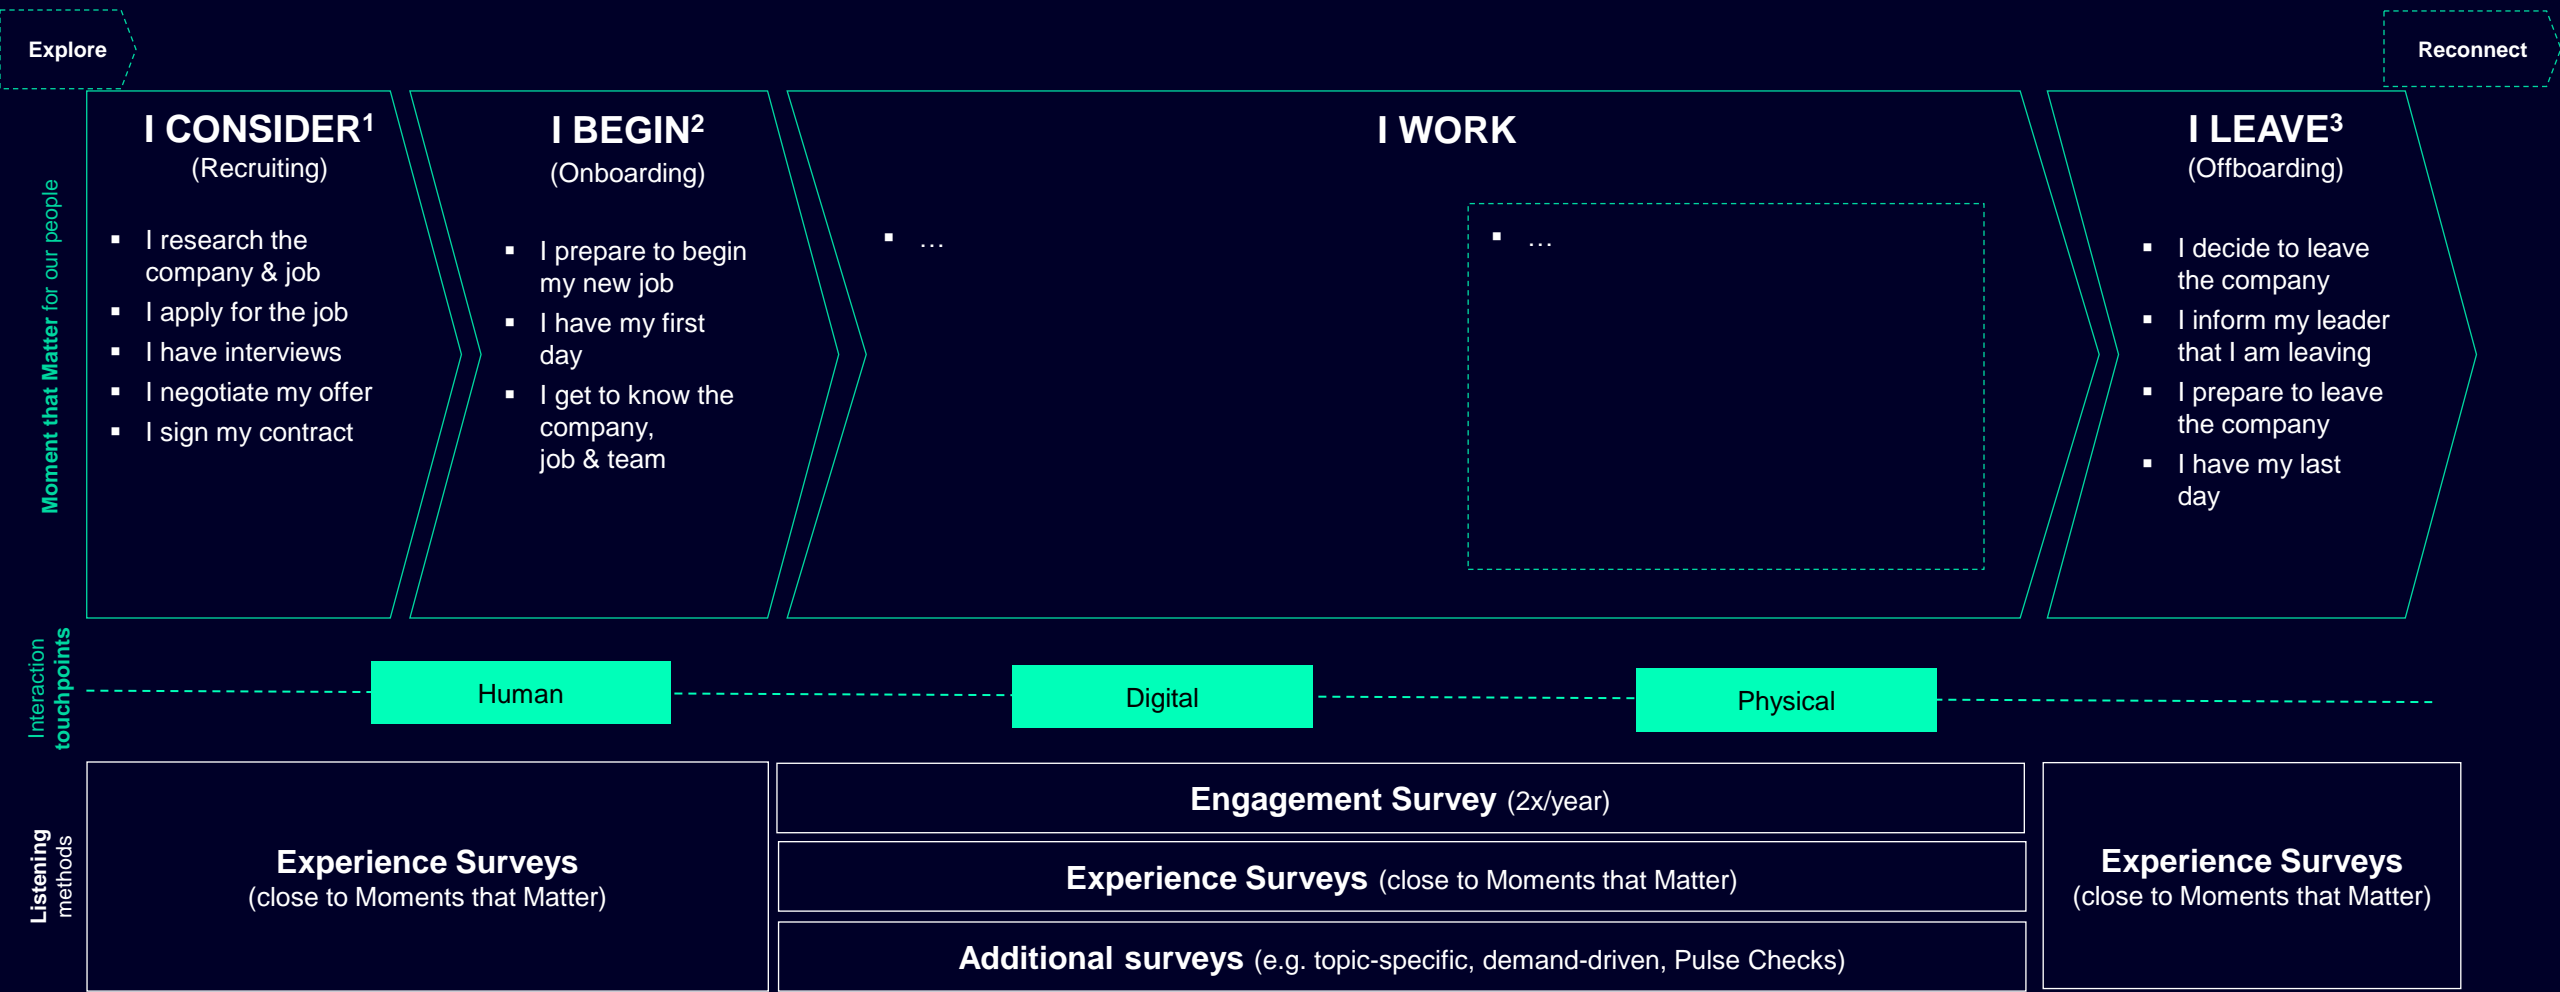 Explore
Reconnect
Moment that Matter for our people
I CONSIDER¹
(Recruiting)
▪ I research the
company & job
▪ I apply for the job
▪ I have interviews
▪ I negotiate my offer
▪ I sign my contract
I BEGIN²
(Onboarding)
▪ I prepare to begin
my new job
▪ I have my first
day
▪ I get to know the
company,
job & team
I WORK
▪ …
▪ …
I LEAVE³
(Offboarding)
▪ I decide to leave
the company
▪ I inform my leader
that I am leaving
▪ I prepare to leave
the company
▪ I have my last
day
Interaction
touchpoints
Human
Digital
Physical
Listening
methods
Experience Surveys
(close to Moments that Matter)
Engagement Survey (2x/year)
Experience Surveys (close to Moments that Matter)
Additional surveys (e.g. topic-specific, demand-driven, Pulse Checks)
Experience Surveys
(close to Moments that Matter)